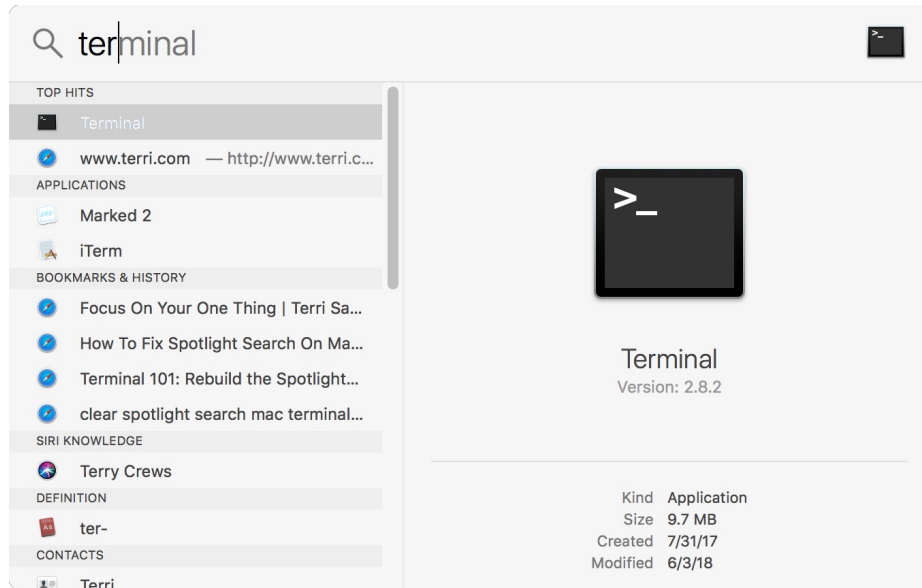 terminal
TOP HITS
Terminal
www.terri.com — http://www.terri.c...
APPLICATIONS
Marked 2
iTerm
BOOKMARKS & HISTORY
Focus On Your One Thing | Terri Sa...
How To Fix Spotlight Search On Ma...
Terminal 101: Rebuild the Spotlight...
clear spotlight search mac terminal...
SIRI KNOWLEDGE
Terry Crews
DEFINITION
ter-
CONTACTS
Terri
>_
Terminal
Version: 2.8.2
Kind Application
Size 9.7 MB
Created 7/31/17
Modified 6/3/18